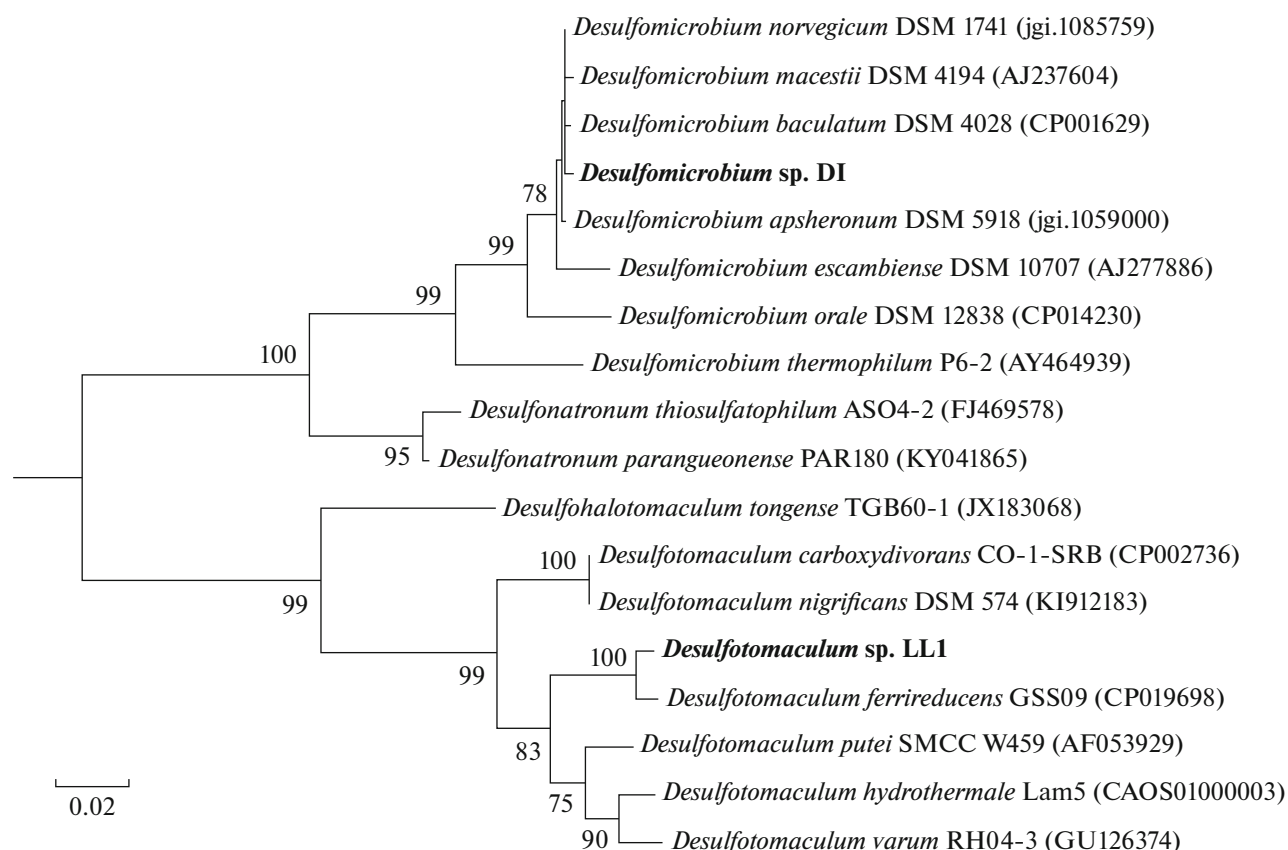 Desulfomicrobium norvegicum DSM 1741 (jgi.1085759)
Desulfomicrobium macestii DSM 4194 (AJ237604)
Desulfomicrobium baculatum DSM 4028 (CP001629)
Desulfomicrobium sp. DI
78
Desulfomicrobium apsheronum DSM 5918 (jgi.1059000)
99
Desulfomicrobium escambiense DSM 10707 (AJ277886)
99
Desulfomicrobium orale DSM 12838 (CP014230)
100
Desulfomicrobium thermophilum P6-2 (AY464939)
Desulfonatronum thiosulfatophilum ASO4-2 (FJ469578)
95
Desulfonatronum parangueonense PAR180 (KY041865)
Desulfohalotomaculum tongense TGB60-1 (JX183068)
Desulfotomaculum carboxydivorans CO-1-SRB (CP002736)
100
99
Desulfotomaculum nigrificans DSM 574 (KI912183)
Desulfotomaculum sp. LL1
100
99
Desulfotomaculum ferrireducens GSS09 (CP019698)
83
Desulfotomaculum putei SMCC W459 (AF053929)
75
Desulfotomaculum hydrothermale Lam5 (CAOS01000003)
0.02
90
Desulfotomaculum varum RH04-3 (GU126374)